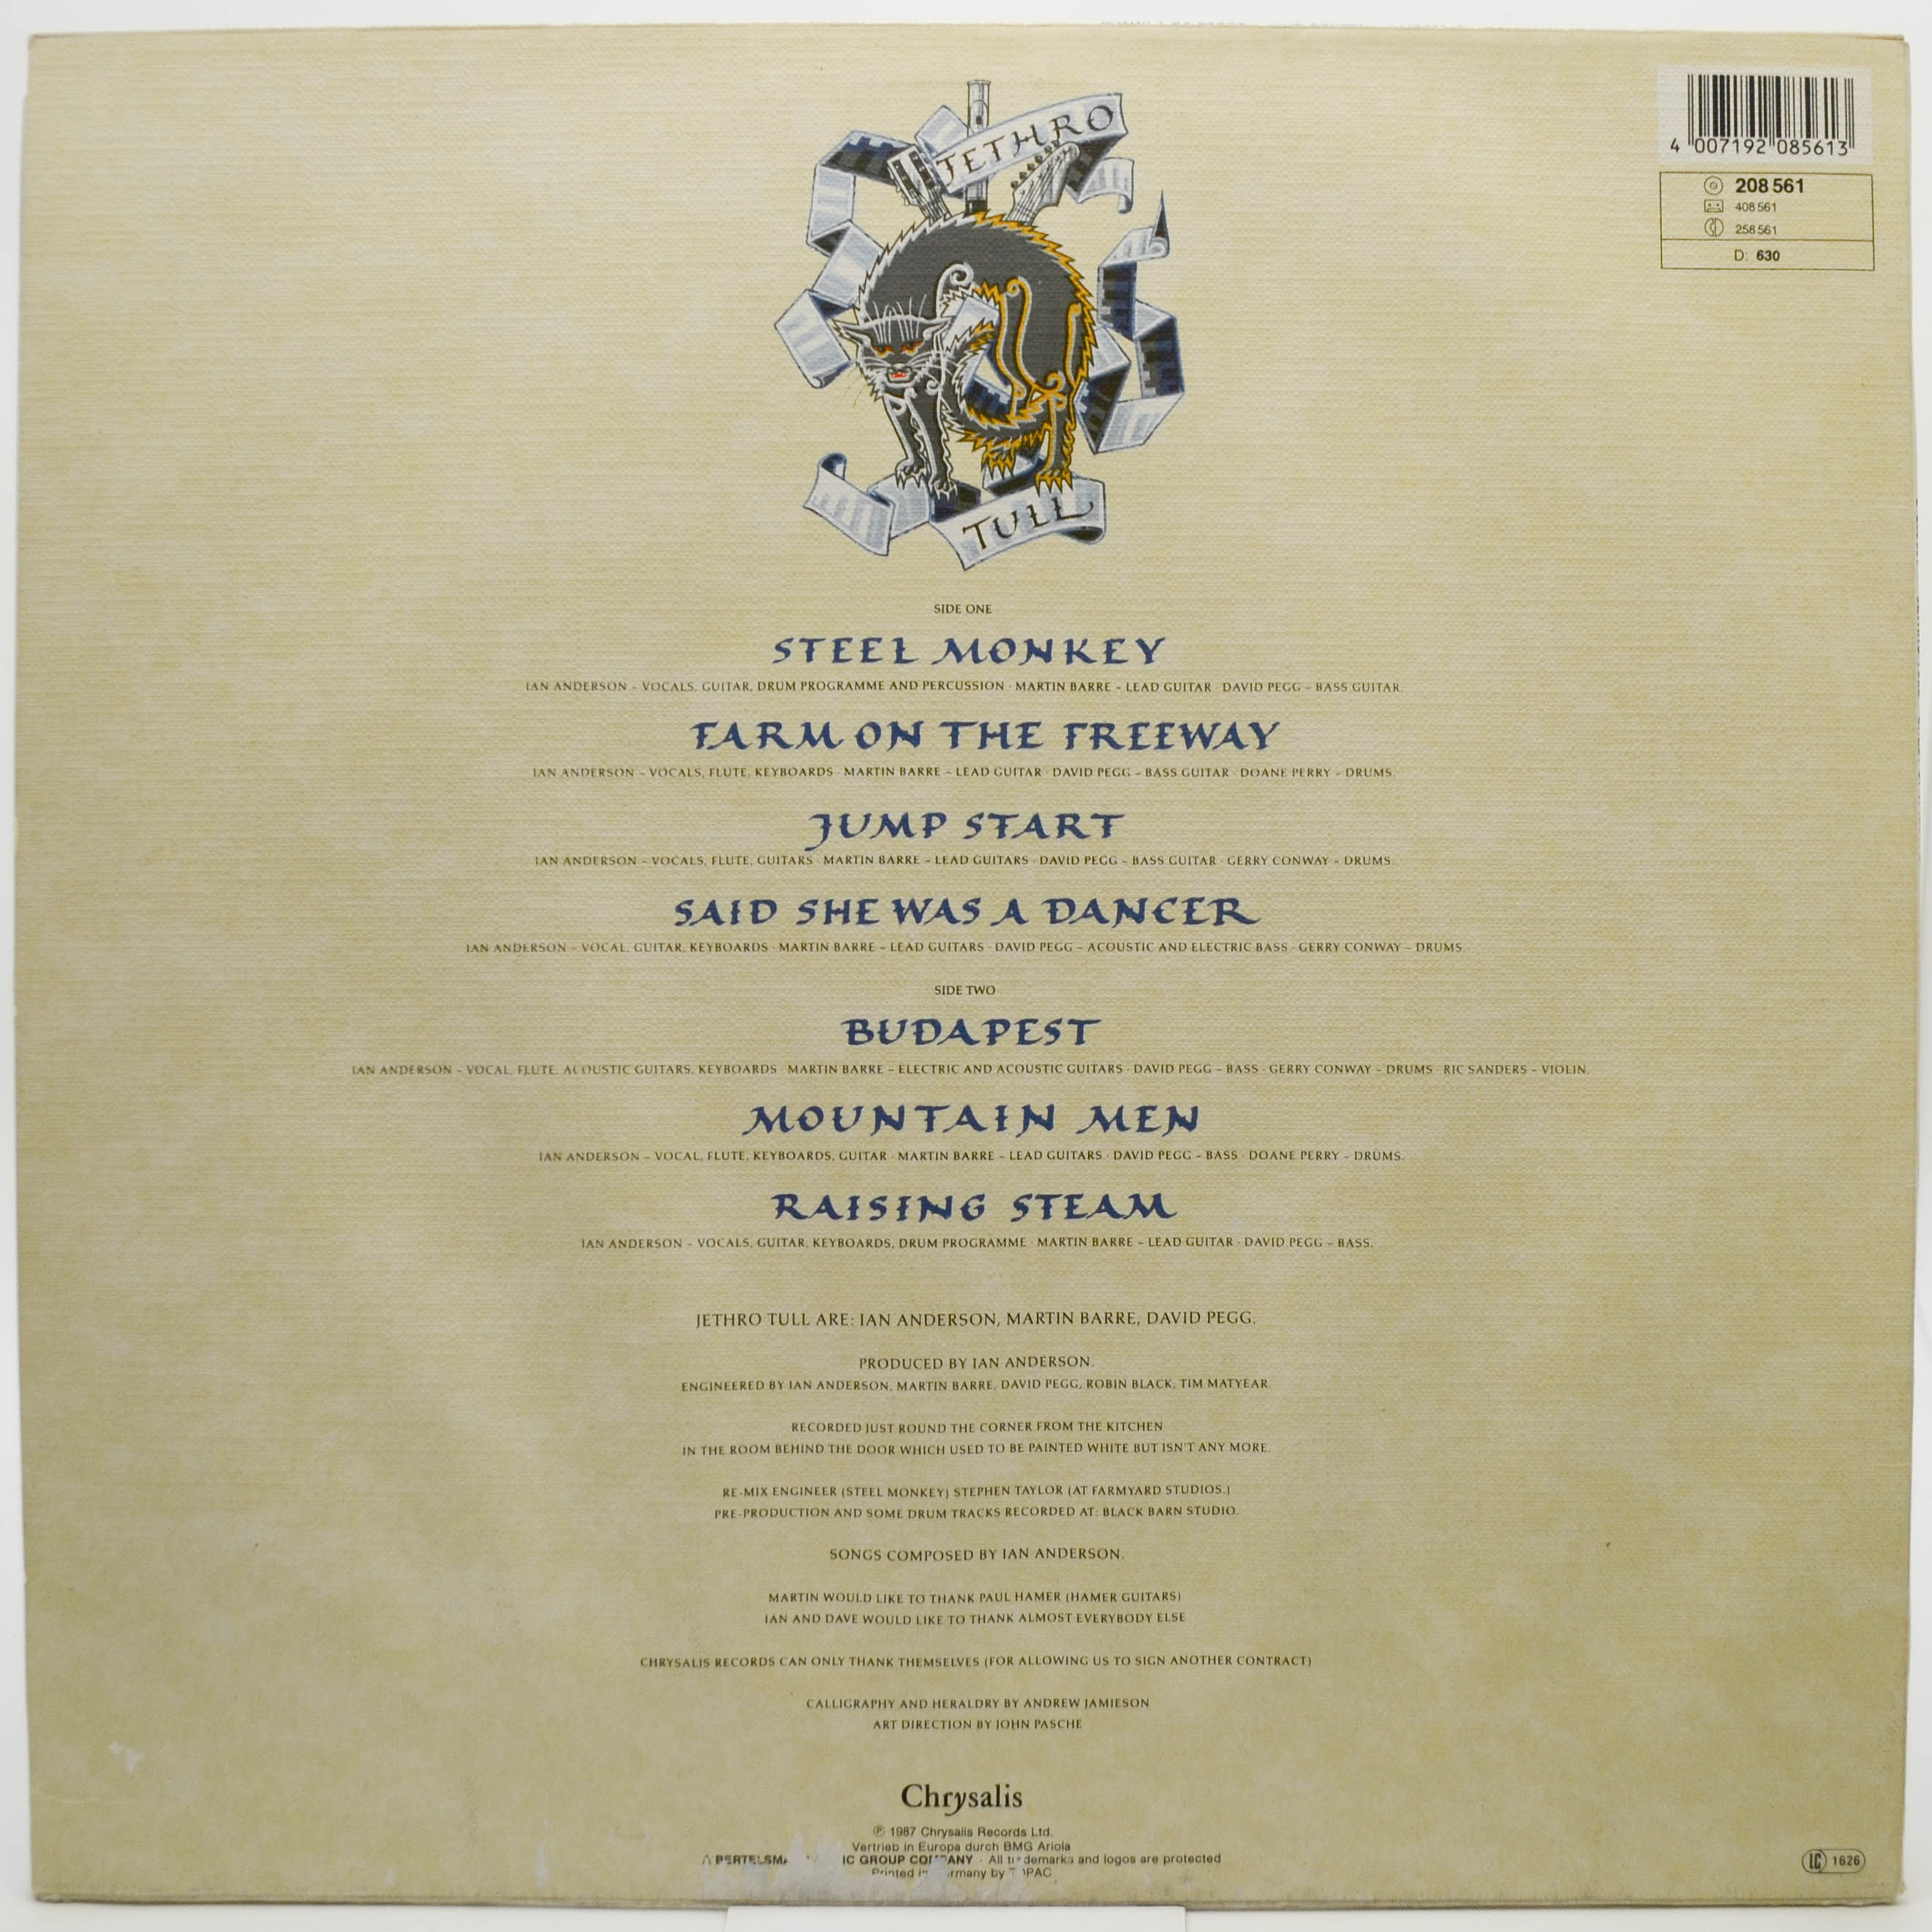 JETHRO
TULL
4 007192 085613
208 561
408 561
258 561
D: 630
SIDE ONE
STEEL MONKEY
IAN ANDERSON – VOCALS, GUITAR, DRUM PROGRAMME AND PERCUSSION · MARTIN BARRE – LEAD GUITAR · DAVID PEGG – BASS GUITAR.
FARM ON THE FREEWAY
IAN ANDERSON – VOCALS, FLUTE, KEYBOARDS · MARTIN BARRE – LEAD GUITAR · DAVID PEGG – BASS GUITAR · DOANE PERRY – DRUMS.
JUMP START
IAN ANDERSON – VOCALS, FLUTE, GUITARS · MARTIN BARRE – LEAD GUITARS · DAVID PEGG – BASS GUITAR · GERRY CONWAY – DRUMS.
SAID SHE WAS A DANCER
IAN ANDERSON – VOCAL, GUITAR, KEYBOARDS · MARTIN BARRE – LEAD GUITARS · DAVID PEGG – ACOUSTIC AND ELECTRIC BASS · GERRY CONWAY – DRUMS.
SIDE TWO
BUDAPEST
IAN ANDERSON – VOCAL, FLUTE, ACOUSTIC GUITARS, KEYBOARDS · MARTIN BARRE – ELECTRIC AND ACOUSTIC GUITARS · DAVID PEGG – BASS · GERRY CONWAY – DRUMS · RIC SANDERS – VIOLIN.
MOUNTAIN MEN
IAN ANDERSON – VOCAL, FLUTE, KEYBOARDS, GUITAR · MARTIN BARRE – LEAD GUITARS · DAVID PEGG – BASS · DOANE PERRY – DRUMS.
RAISING STEAM
IAN ANDERSON – VOCALS, GUITAR, KEYBOARDS, DRUM PROGRAMME · MARTIN BARRE – LEAD GUITAR · DAVID PEGG – BASS.
JETHRO TULL ARE: IAN ANDERSON, MARTIN BARRE, DAVID PEGG.
PRODUCED BY IAN ANDERSON.
ENGINEERED BY IAN ANDERSON, MARTIN BARRE, DAVID PEGG, ROBIN BLACK, TIM MATYEAR.
RECORDED JUST ROUND THE CORNER FROM THE KITCHEN
IN THE ROOM BEHIND THE DOOR WHICH USED TO BE PAINTED WHITE BUT ISN'T ANY MORE.
RE-MIX ENGINEER (STEEL MONKEY) STEPHEN TAYLOR (AT FARMYARD STUDIOS.)
PRE-PRODUCTION AND SOME DRUM TRACKS RECORDED AT: BLACK BARN STUDIO.
SONGS COMPOSED BY IAN ANDERSON.
MARTIN WOULD LIKE TO THANK PAUL HAMER (HAMER GUITARS)
IAN AND DAVE WOULD LIKE TO THANK ALMOST EVERYBODY ELSE
CHRYSALIS RECORDS CAN ONLY THANK THEMSELVES (FOR ALLOWING US TO SIGN ANOTHER CONTRACT)
CALLIGRAPHY AND HERALDRY BY ANDREW JAMIESON
ART DIRECTION BY JOHN PASCHE
Chrysalis
℗ 1987 Chrysalis Records Ltd.
Vertrieb in Europa durch BMG Ariola
GROUP COMPANY · All trademarks and logos are protected
Printed by
LC 1626